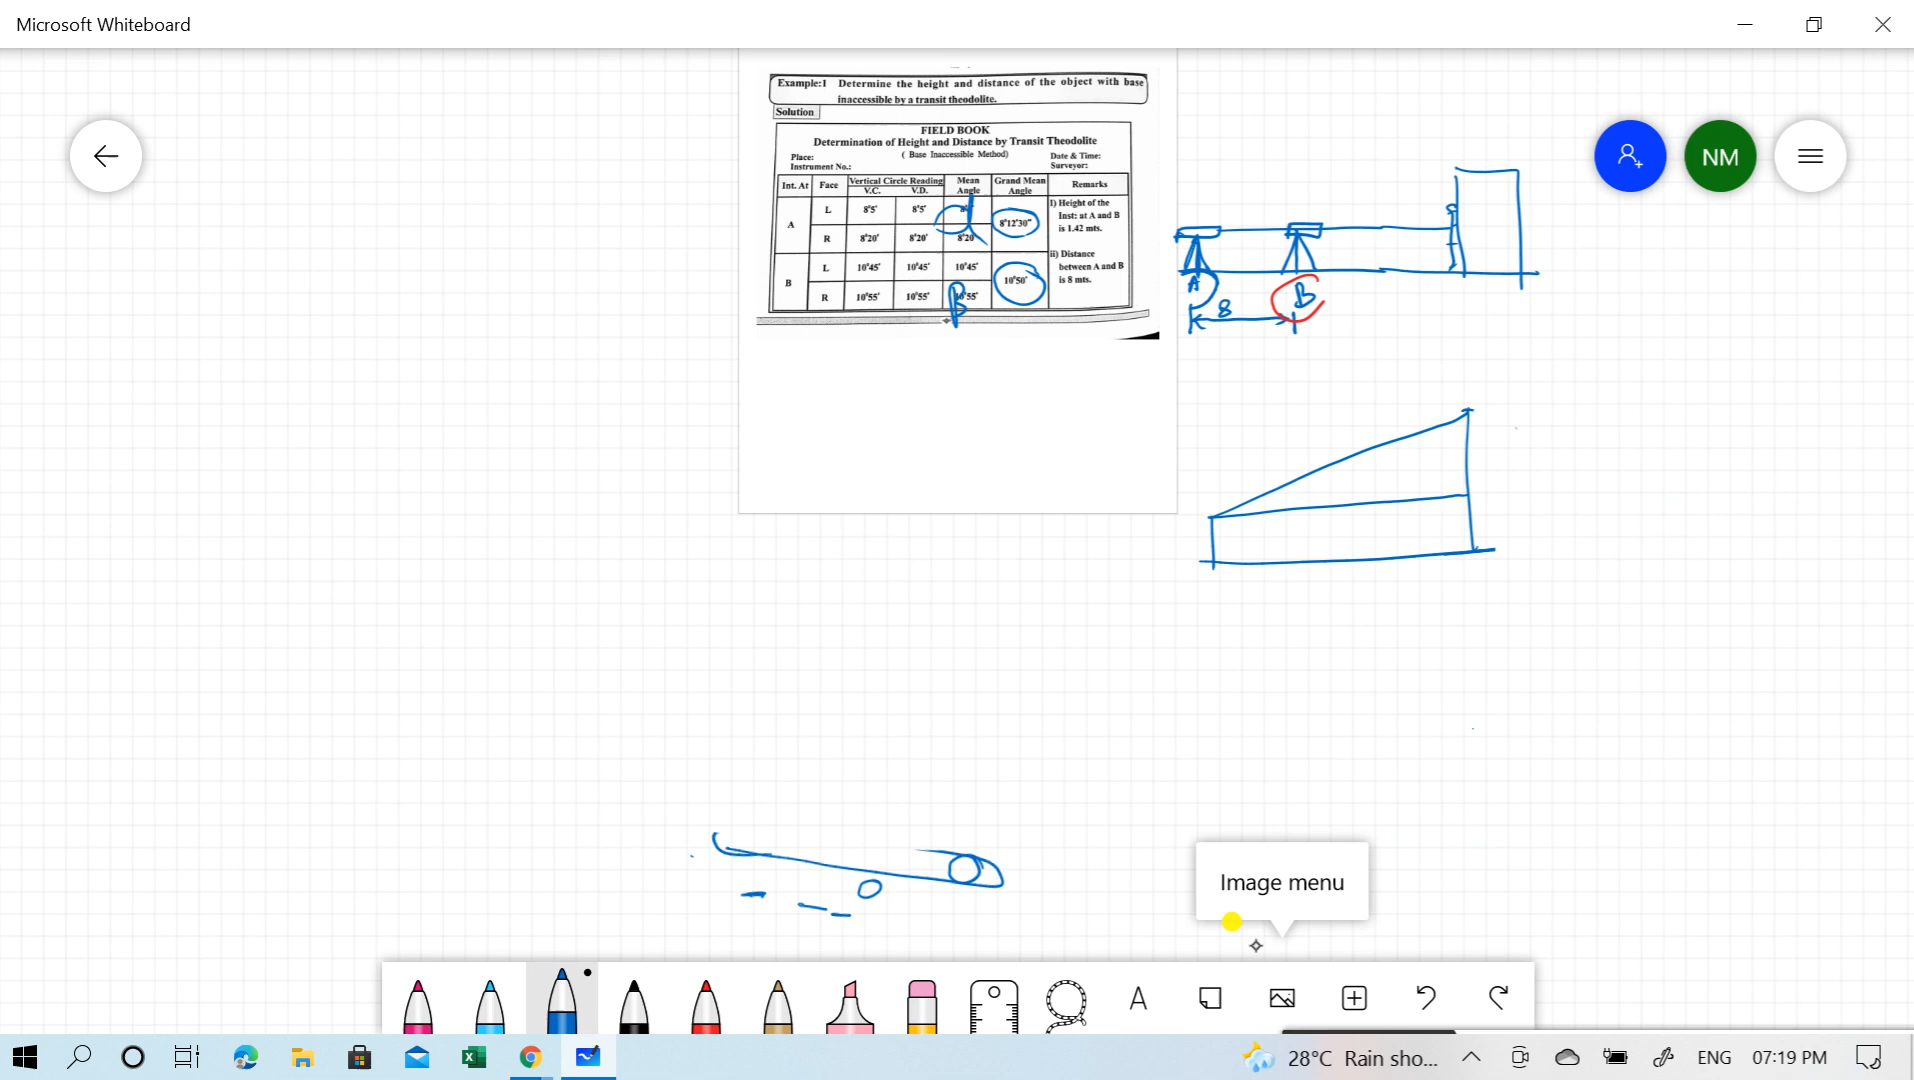 Microsoft Whiteboard
Example:1 Determine the height and distance of the object with base
inaccessible by a transit theodolite.
Solution
FIELD BOOK
Determination of Height and Distance by Transit Theodolite
( Base Inaccessible Method)
Place: Date & Time:
Instrument No.: Surveyor:
Int. At Face Vertical Circle Reading Mean Angle Grand Mean Angle Remarks
V.C. V.D.
A L 8°5' 8°5' 8°12'30" I) Height of the
Inst: at A and B
is 1.42 mts.
R 8°20' 8°20' 8°20'
B L 10°45' 10°45' 10°45' 10°50' ii) Distance
between A and B
is 8 mts.
R 10°55' 10°55'
β
A B
8
NM
Image menu
A
28°C Rain sho... ENG 07:19 PM